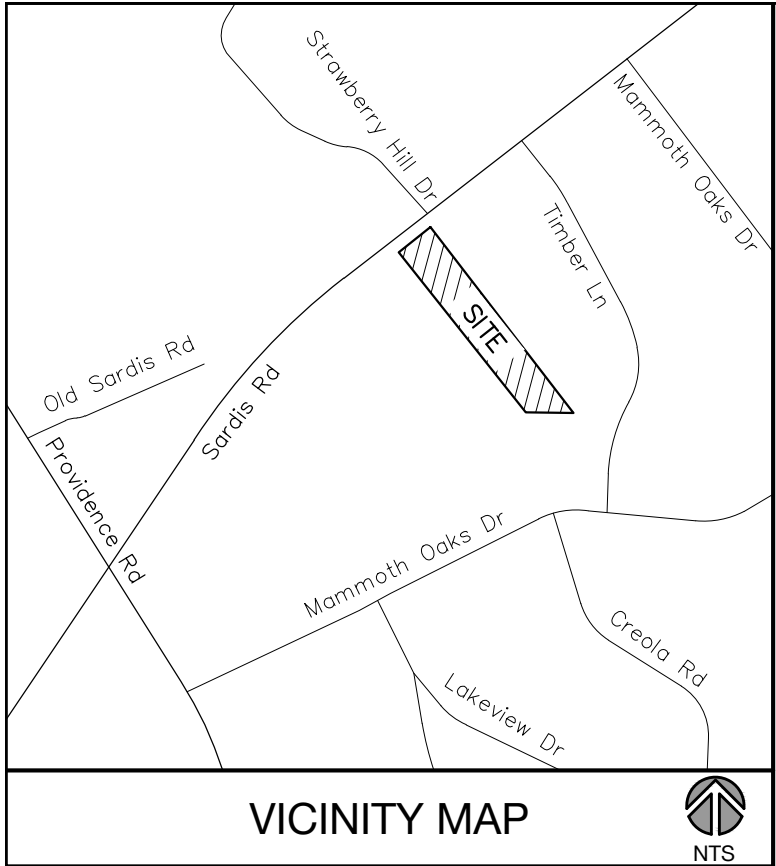 Strawberry Hill Dr
Mammoth Oaks Dr
Timber Ln
SITE
Old Sardis Rd
Sardis Rd
Providence Rd
Mammoth Oaks Dr
Creola Rd
Lakeview Dr
VICINITY MAP
NTS